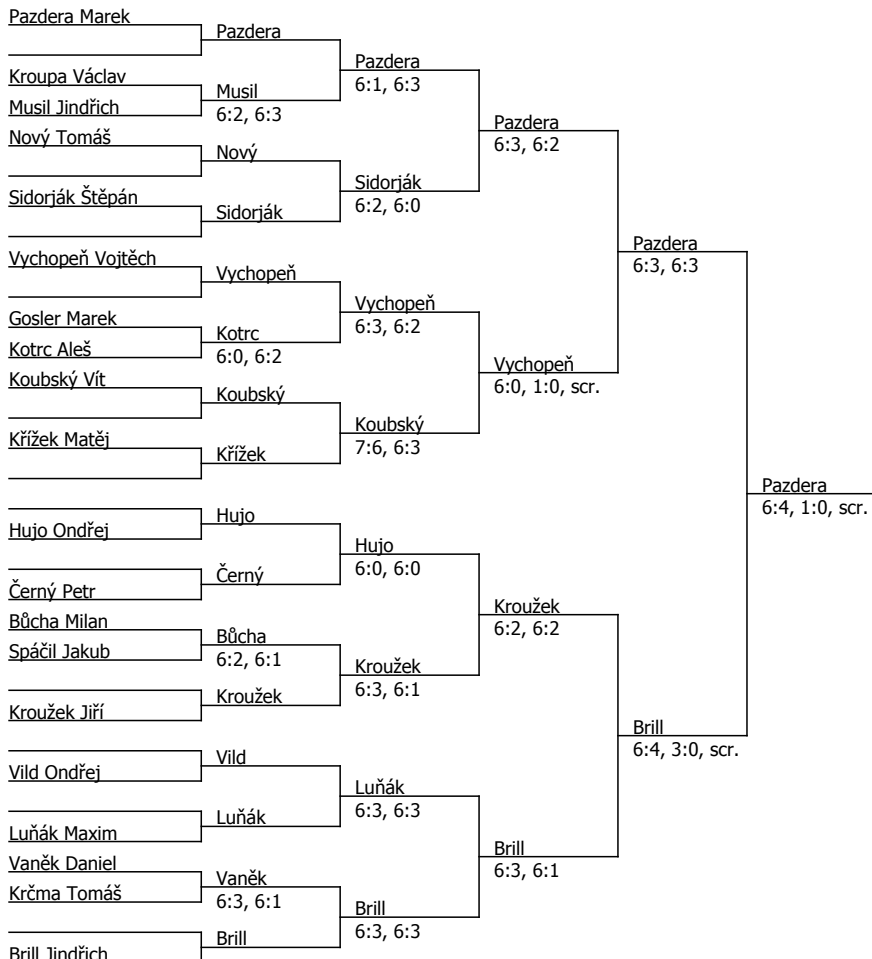 Pazdera Marek
Kroupa Václav
Musil Jindřich
Nový Tomáš
Sidorják Štěpán
Vychopeň Vojtěch
Gosler Marek
Kotrc Aleš
Koubský Vít
Křížek Matěj
Hujo Ondřej
Černý Petr
Bůcha Milan
Spáčil Jakub
Kroužek Jiří
Vild Ondřej
Luňák Maxim
Vaněk Daniel
Krčma Tomáš
Brill Jindřich
Pazdera
Musil
6:2, 6:3
Nový
Sidorják
Vychopeň
Kotrc
6:0, 6:2
Koubský
Křížek
Hujo
Černý
Bůcha
6:2, 6:1
Kroužek
Vild
Luňák
Vaněk
6:3, 6:1
Brill
Pazdera
6:1, 6:3
Sidorják
6:2, 6:0
Vychopeň
6:3, 6:2
Koubský
7:6, 6:3
Hujo
6:0, 6:0
Kroužek
6:3, 6:1
Luňák
6:3, 6:3
Brill
6:3, 6:3
Pazdera
6:3, 6:2
Vychopeň
6:0, 1:0, scr.
Kroužek
6:2, 6:2
Brill
6:3, 6:1
Pazdera
6:3, 6:3
Brill
6:4, 3:0, scr.
Pazdera
6:4, 1:0, scr.